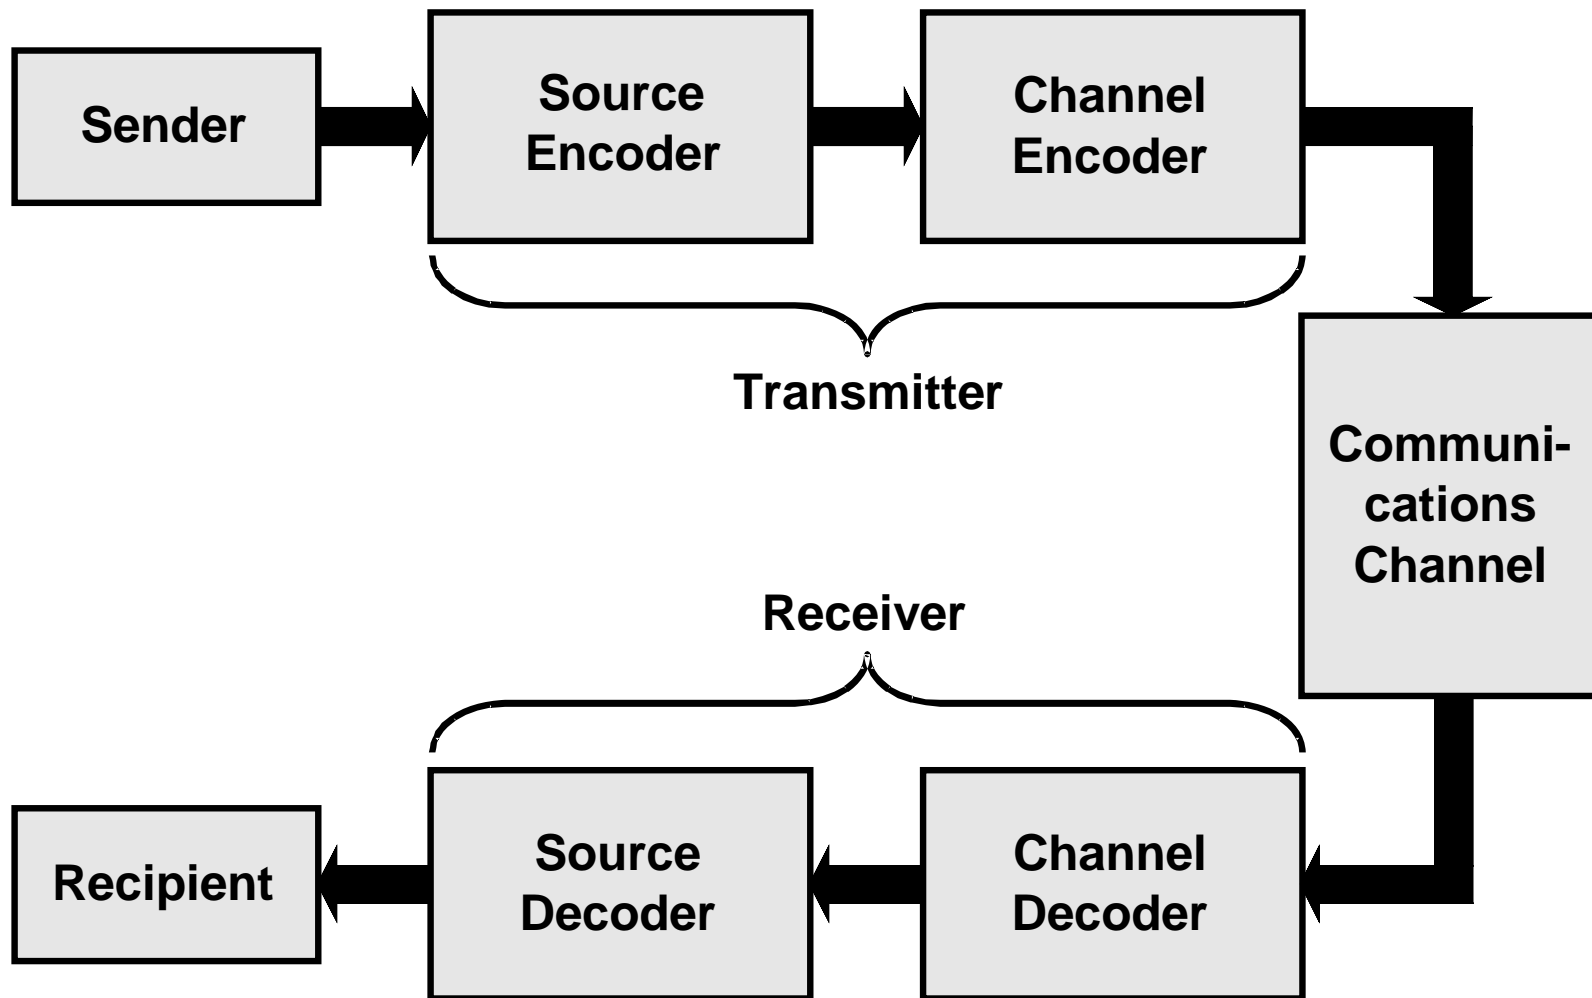 Sender
Source
Encoder
Channel
Encoder
Transmitter
Communi-
cations
Channel
Receiver
Recipient
Source
Decoder
Channel
Decoder